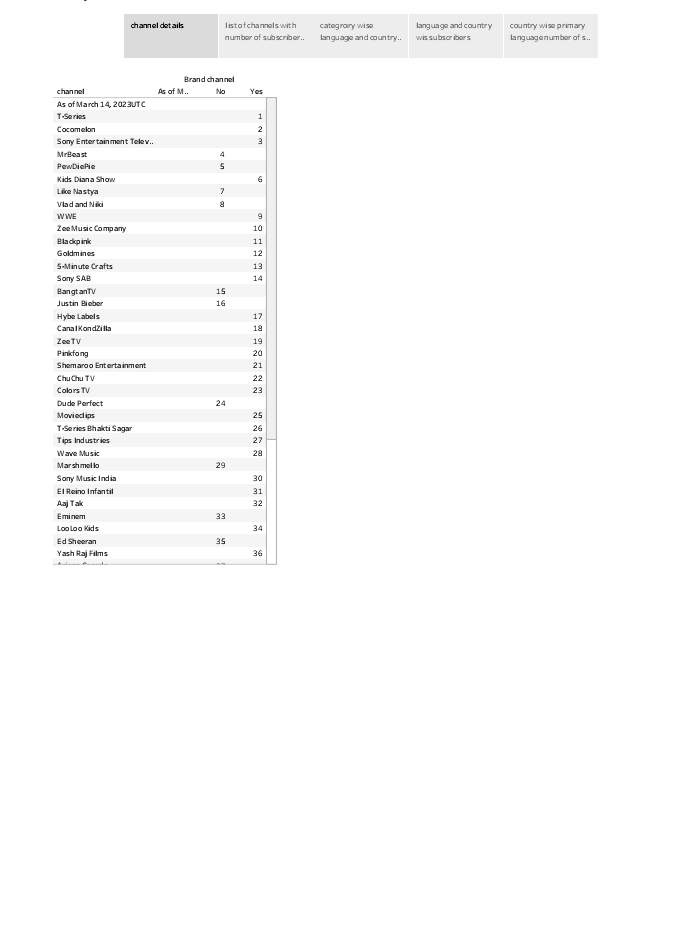 channel details
list of channels with
number of subscriber..
categrory wise
language and country..
language and country
wis subscribers
country wise primary
language number of s..
Brand channel
channel As of M.. No Yes
As of March 14, 2023UTC
T-Series 1
Cocomelon 2
Sony Entertainment Telev.. 3
MrBeast 4
PewDiePie 5
Kids Diana Show 6
Like Nastya 7
Vlad and Niki 8
WWE 9
Zee Music Company 10
Blackpink 11
Goldmines 12
5-Minute Crafts 13
Sony SAB 14
BangtanTV 15
Justin Bieber 16
Hybe Labels 17
Canal KondZilla 18
Zee TV 19
Pinkfong 20
Shemaroo Entertainment 21
ChuChu TV 22
Colors TV 23
Dude Perfect 24
Movieclips 25
T-Series Bhakti Sagar 26
Tips Industries 27
Wave Music 28
Marshmello 29
Sony Music India 30
El Reino Infantil 31
Aaj Tak 32
Eminem 33
LooLoo Kids 34
Ed Sheeran 35
Yash Raj Films 36